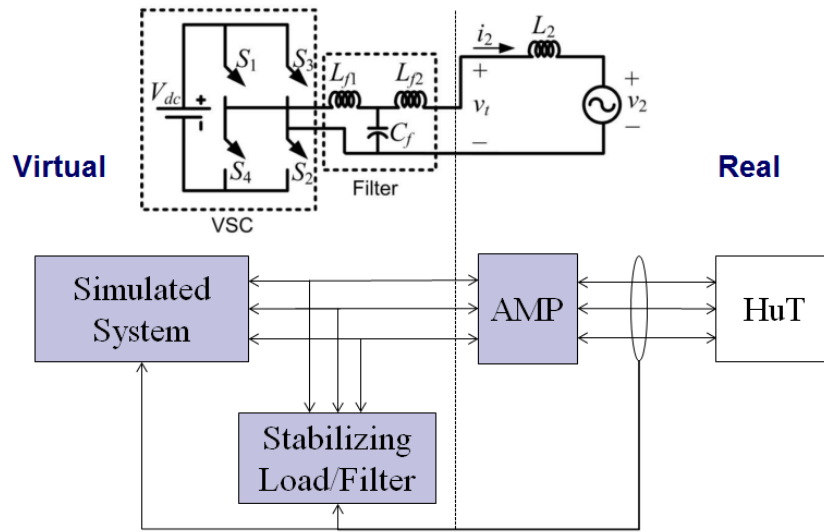 S1
S3
Lf1
Lf2
i2
L2
Vdc
+
-
+
vt
−
+
v2
−
Cf
S4
S2
Filter
VSC
Virtual
Real
Simulated
System
AMP
HuT
Stabilizing
Load/Filter